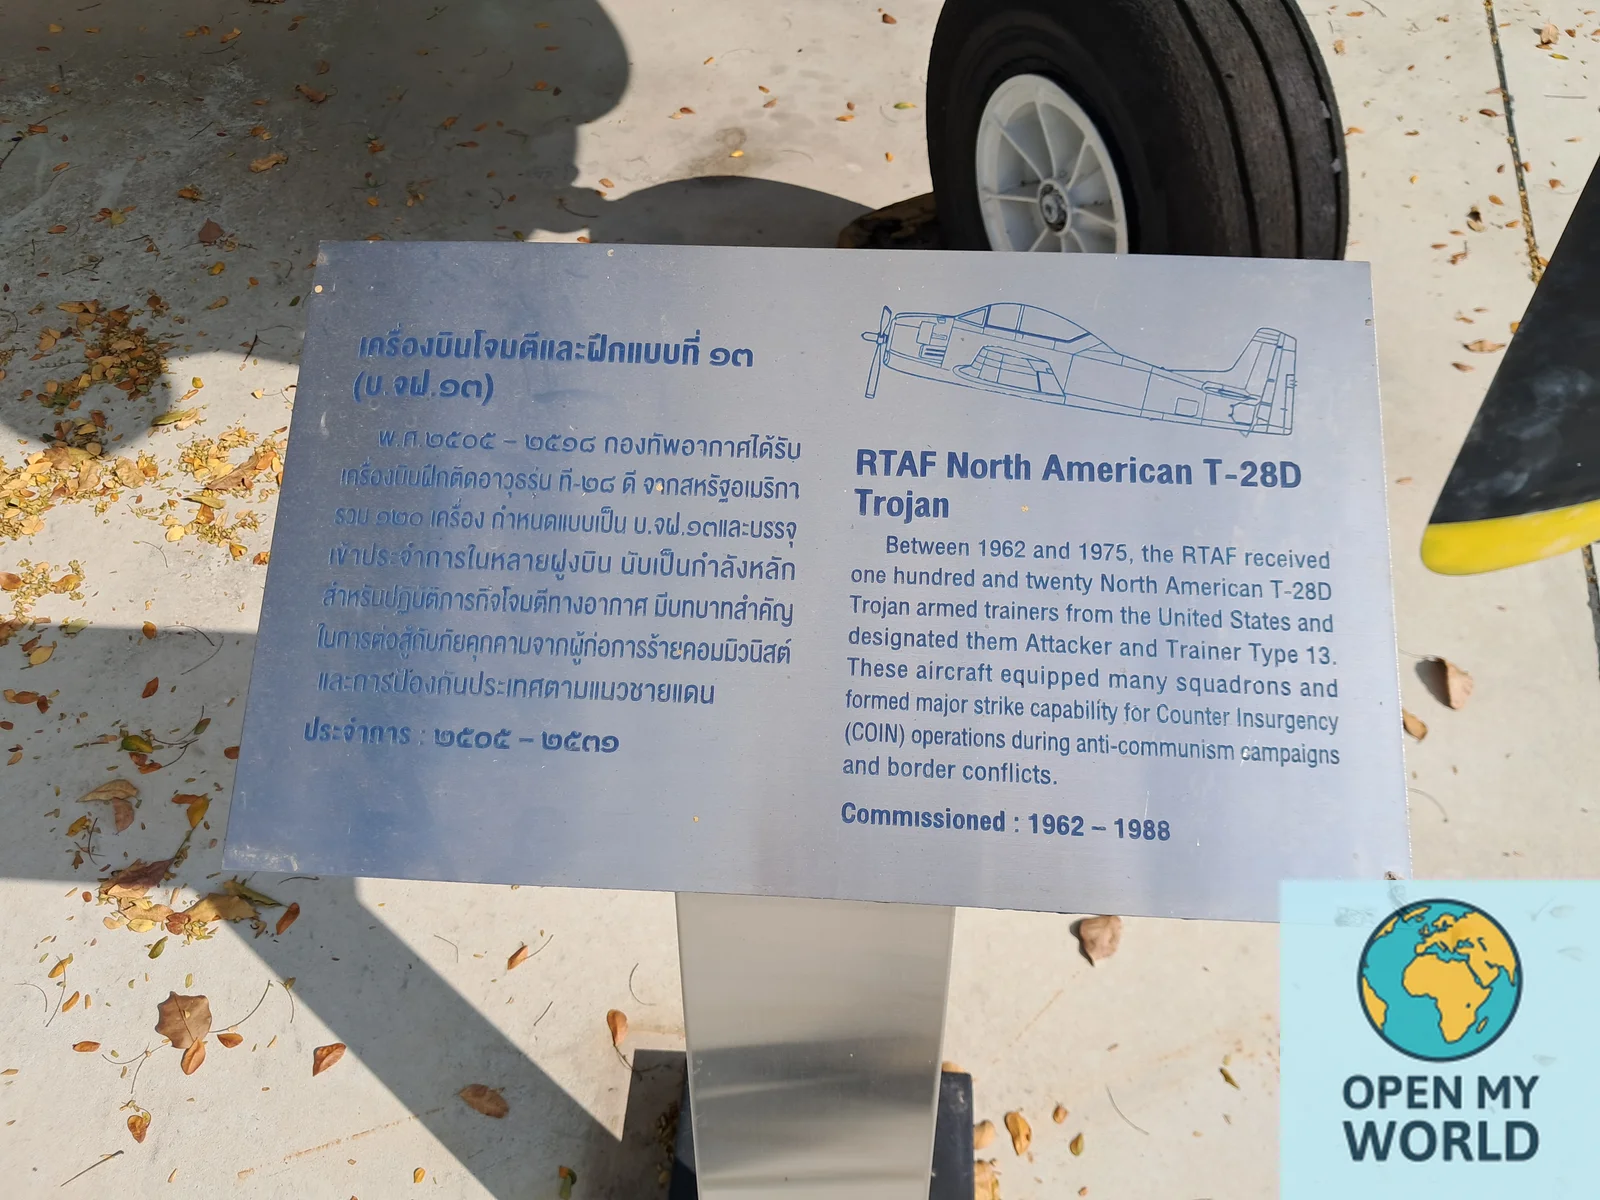 เครื่องบินโจมตีและฝึกแบบที่ ๑๓
(บ.จฝ.๑๓)
พ.ศ.๒๕๐๕ – ๒๕๑๘ กองทัพอากาศได้รับ
เครื่องบินฝึกติดอาวุธรุ่น ที-๒๘ ดี จากสหรัฐอเมริกา
รวม ๑๒๐ เครื่อง กำหนดแบบเป็น บ.จฝ.๑๓และบรรจุ
เข้าประจำการในหลายฝูงบิน นับเป็นกำลังหลัก
สำหรับปฏิบัติภารกิจโจมตีทางอากาศ มีบทบาทสำคัญ
ในการต่อสู้กับภัยคุกคามจากผู้ก่อการร้ายคอมมิวนิสต์
และการป้องกันประเทศตามแนวชายแดน
ประจำการ : ๒๕๐๕ – ๒๕๓๑
RTAF North American T-28D
Trojan
Between 1962 and 1975, the RTAF received
one hundred and twenty North American T-28D
Trojan armed trainers from the United States and
designated them Attacker and Trainer Type 13.
These aircraft equipped many squadrons and
formed major strike capability for Counter Insurgency
(COIN) operations during anti-communism campaigns
and border conflicts.
Commissioned : 1962 – 1988
OPEN MY
WORLD